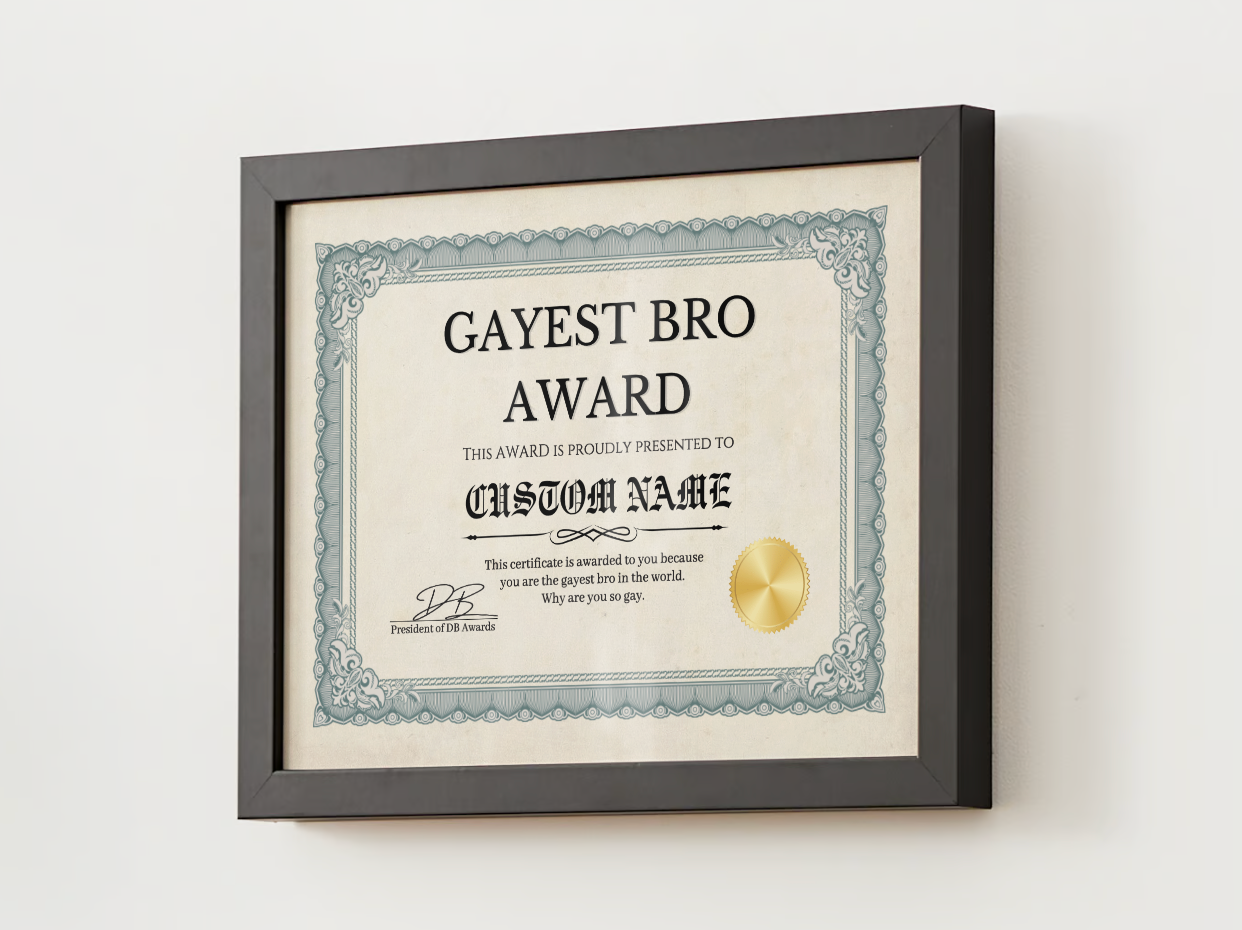 GAYEST BRO
AWARD
THIS AWARD IS PROUDLY PRESENTED TO
CUSTOM NAME
This certificate is awarded to you because
you are the gayest bro in the world.
Why are you so gay.
DB
President of DB Awards